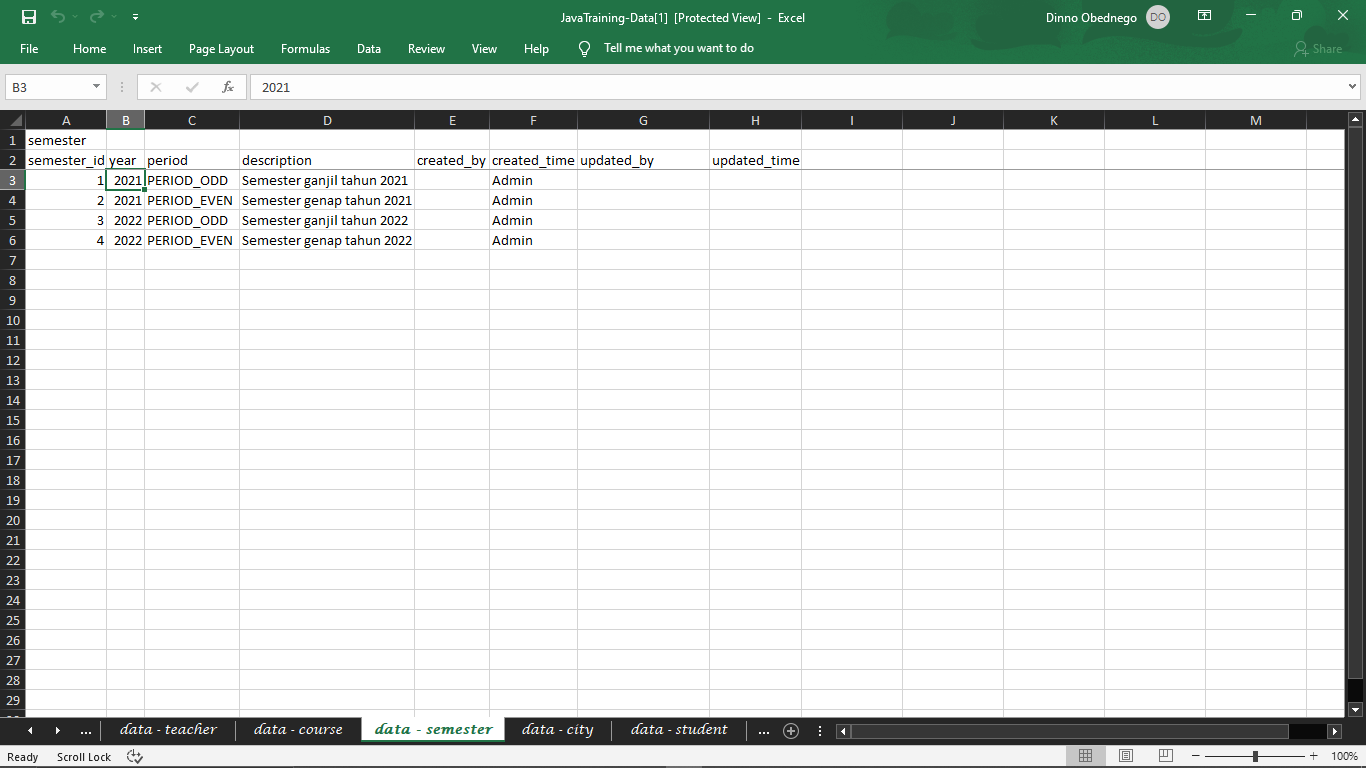 JavaTraining-Data[1] [Protected View] - Excel
Dinno Obednego DO
File Home Insert Page Layout Formulas Data Review View Help Tell me what you want to do Share
B3 fx 2021
A B C D E F G H I J K L M
1 semester
2 semester_id year period description created_by created_time updated_by updated_time
3 1 2021 PERIOD_ODD Semester ganjil tahun 2021 Admin
4 2 2021 PERIOD_EVEN Semester genap tahun 2021 Admin
5 3 2022 PERIOD_ODD Semester ganjil tahun 2022 Admin
6 4 2022 PERIOD_EVEN Semester genap tahun 2022 Admin
7
8
9
10
11
12
13
14
15
16
17
18
19
20
21
22
23
24
25
26
27
28
29
... data - teacher data - course data - semester data - city data - student ...
Ready Scroll Lock 100%